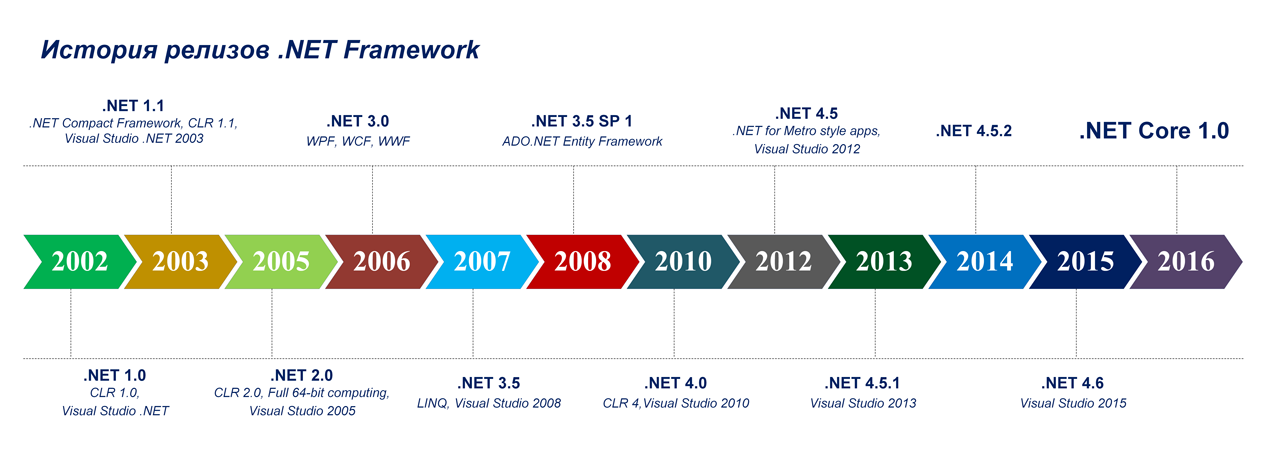 История релизов .NET Framework
.NET 1.1
.NET Compact Framework, CLR 1.1,
Visual Studio .NET 2003
.NET 3.0
WPF, WCF, WWF
.NET 3.5 SP 1
ADO.NET Entity Framework
.NET 4.5
.NET for Metro style apps,
Visual Studio 2012
.NET 4.5.2
.NET Core 1.0
2002
2003
2005
2006
2007
2008
2010
2012
2013
2014
2015
2016
.NET 1.0
CLR 1.0,
Visual Studio .NET
.NET 2.0
CLR 2.0, Full 64-bit computing,
Visual Studio 2005
.NET 3.5
LINQ, Visual Studio 2008
.NET 4.0
CLR 4,Visual Studio 2010
.NET 4.5.1
Visual Studio 2013
.NET 4.6
Visual Studio 2015